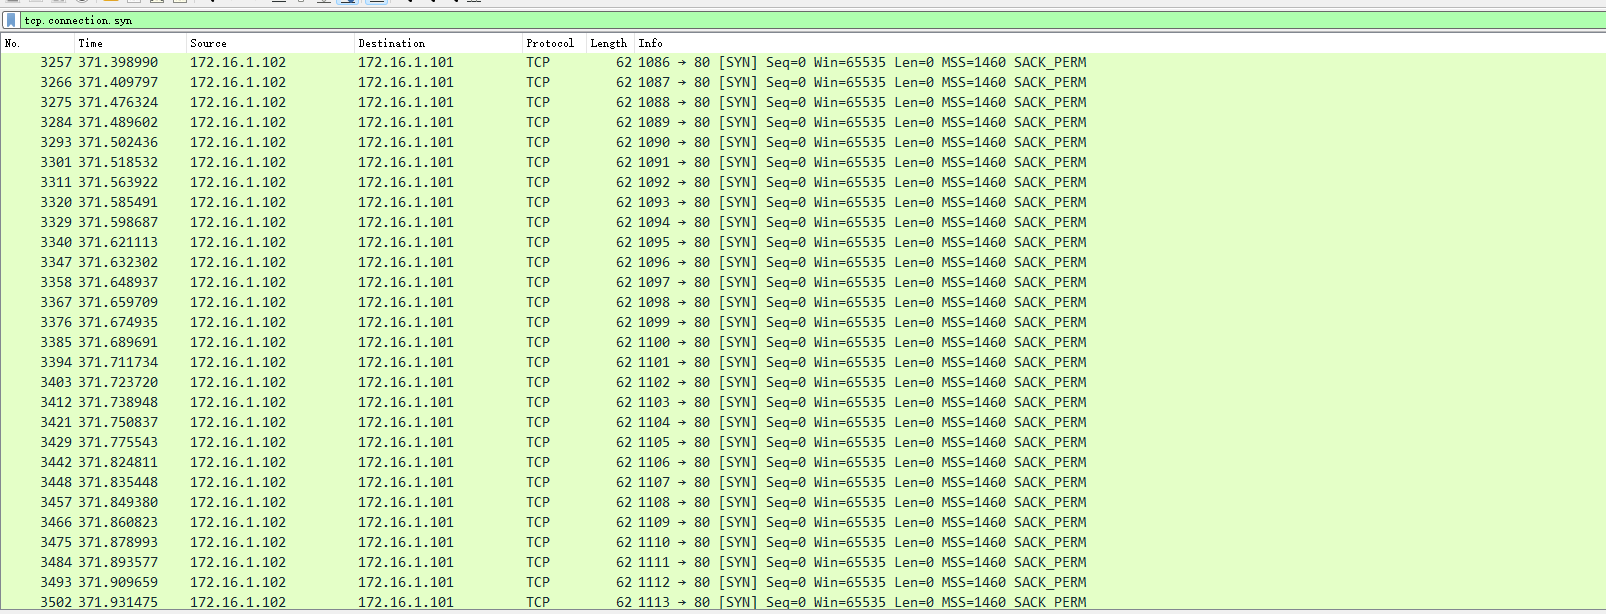 tcp.connection.syn
No. Time Source Destination Protocol Length Info
3257 371.398990 172.16.1.102 172.16.1.101 TCP 62 1086 → 80 [SYN] Seq=0 Win=65535 Len=0 MSS=1460 SACK_PERM
3266 371.409797 172.16.1.102 172.16.1.101 TCP 62 1087 → 80 [SYN] Seq=0 Win=65535 Len=0 MSS=1460 SACK_PERM
3275 371.476324 172.16.1.102 172.16.1.101 TCP 62 1088 → 80 [SYN] Seq=0 Win=65535 Len=0 MSS=1460 SACK_PERM
3284 371.489602 172.16.1.102 172.16.1.101 TCP 62 1089 → 80 [SYN] Seq=0 Win=65535 Len=0 MSS=1460 SACK_PERM
3293 371.502436 172.16.1.102 172.16.1.101 TCP 62 1090 → 80 [SYN] Seq=0 Win=65535 Len=0 MSS=1460 SACK_PERM
3301 371.518532 172.16.1.102 172.16.1.101 TCP 62 1091 → 80 [SYN] Seq=0 Win=65535 Len=0 MSS=1460 SACK_PERM
3311 371.563922 172.16.1.102 172.16.1.101 TCP 62 1092 → 80 [SYN] Seq=0 Win=65535 Len=0 MSS=1460 SACK_PERM
3320 371.585491 172.16.1.102 172.16.1.101 TCP 62 1093 → 80 [SYN] Seq=0 Win=65535 Len=0 MSS=1460 SACK_PERM
3329 371.598687 172.16.1.102 172.16.1.101 TCP 62 1094 → 80 [SYN] Seq=0 Win=65535 Len=0 MSS=1460 SACK_PERM
3340 371.621113 172.16.1.102 172.16.1.101 TCP 62 1095 → 80 [SYN] Seq=0 Win=65535 Len=0 MSS=1460 SACK_PERM
3347 371.632302 172.16.1.102 172.16.1.101 TCP 62 1096 → 80 [SYN] Seq=0 Win=65535 Len=0 MSS=1460 SACK_PERM
3358 371.648937 172.16.1.102 172.16.1.101 TCP 62 1097 → 80 [SYN] Seq=0 Win=65535 Len=0 MSS=1460 SACK_PERM
3367 371.659709 172.16.1.102 172.16.1.101 TCP 62 1098 → 80 [SYN] Seq=0 Win=65535 Len=0 MSS=1460 SACK_PERM
3376 371.674935 172.16.1.102 172.16.1.101 TCP 62 1099 → 80 [SYN] Seq=0 Win=65535 Len=0 MSS=1460 SACK_PERM
3385 371.689691 172.16.1.102 172.16.1.101 TCP 62 1100 → 80 [SYN] Seq=0 Win=65535 Len=0 MSS=1460 SACK_PERM
3394 371.711734 172.16.1.102 172.16.1.101 TCP 62 1101 → 80 [SYN] Seq=0 Win=65535 Len=0 MSS=1460 SACK_PERM
3403 371.723720 172.16.1.102 172.16.1.101 TCP 62 1102 → 80 [SYN] Seq=0 Win=65535 Len=0 MSS=1460 SACK_PERM
3412 371.738948 172.16.1.102 172.16.1.101 TCP 62 1103 → 80 [SYN] Seq=0 Win=65535 Len=0 MSS=1460 SACK_PERM
3421 371.750837 172.16.1.102 172.16.1.101 TCP 62 1104 → 80 [SYN] Seq=0 Win=65535 Len=0 MSS=1460 SACK_PERM
3429 371.775543 172.16.1.102 172.16.1.101 TCP 62 1105 → 80 [SYN] Seq=0 Win=65535 Len=0 MSS=1460 SACK_PERM
3442 371.824811 172.16.1.102 172.16.1.101 TCP 62 1106 → 80 [SYN] Seq=0 Win=65535 Len=0 MSS=1460 SACK_PERM
3448 371.835448 172.16.1.102 172.16.1.101 TCP 62 1107 → 80 [SYN] Seq=0 Win=65535 Len=0 MSS=1460 SACK_PERM
3457 371.849380 172.16.1.102 172.16.1.101 TCP 62 1108 → 80 [SYN] Seq=0 Win=65535 Len=0 MSS=1460 SACK_PERM
3466 371.860823 172.16.1.102 172.16.1.101 TCP 62 1109 → 80 [SYN] Seq=0 Win=65535 Len=0 MSS=1460 SACK_PERM
3475 371.878993 172.16.1.102 172.16.1.101 TCP 62 1110 → 80 [SYN] Seq=0 Win=65535 Len=0 MSS=1460 SACK_PERM
3484 371.893577 172.16.1.102 172.16.1.101 TCP 62 1111 → 80 [SYN] Seq=0 Win=65535 Len=0 MSS=1460 SACK_PERM
3493 371.909659 172.16.1.102 172.16.1.101 TCP 62 1112 → 80 [SYN] Seq=0 Win=65535 Len=0 MSS=1460 SACK_PERM
3502 371.931475 172.16.1.102 172.16.1.101 TCP 62 1113 → 80 [SYN] Seq=0 Win=65535 Len=0 MSS=1460 SACK_PERM